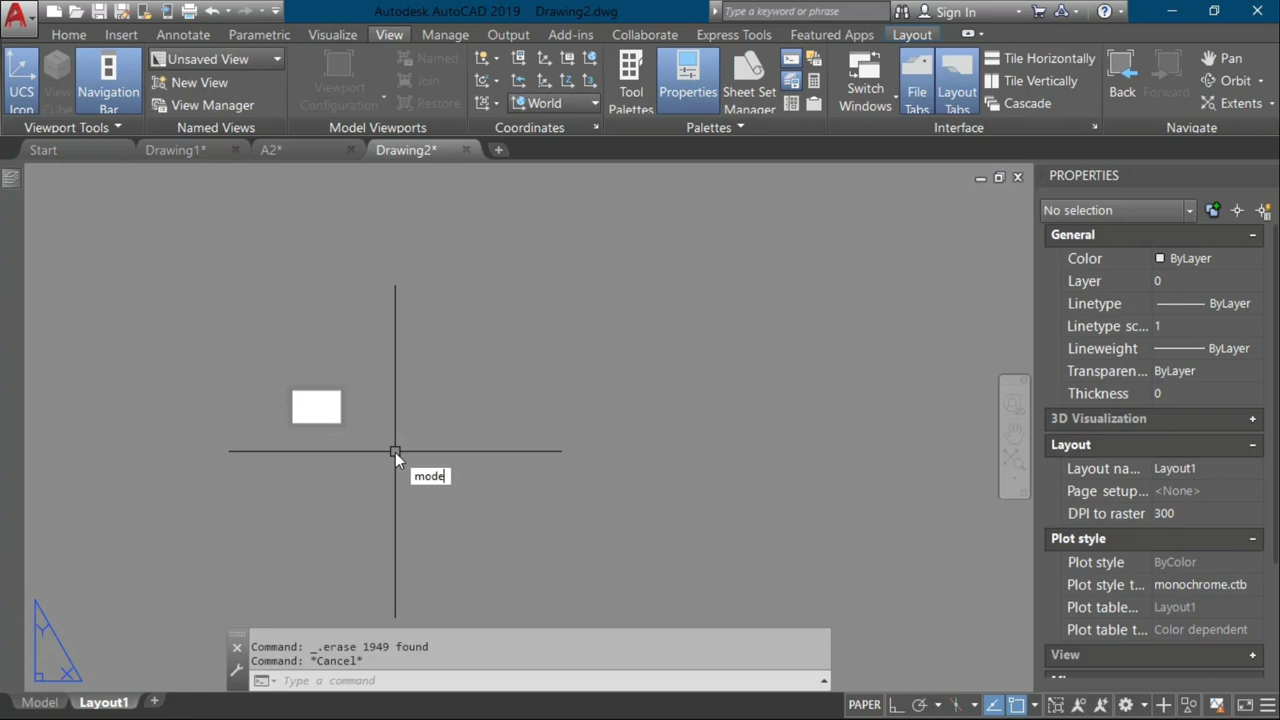 Autodesk AutoCAD 2019 Drawing2.dwg
Type a keyword or phrase
Sign In
Home Insert Annotate Parametric Visualize View Manage Output Add-ins Collaborate Express Tools Featured Apps Layout
UCS Icon
View Cube
Navigation Bar
Viewport Tools
Unsaved View
New View
View Manager
Named Views
Viewport Configuration
Named
Join
Restore
Model Viewports
World
Coordinates
Tool Palettes
Properties
Sheet Set Manager
Palettes
Switch Windows
File Tabs
Layout Tabs
Tile Horizontally
Tile Vertically
Cascade
Interface
Back
Forward
Pan
Orbit
Extents
Navigate
Start
Drawing1*
A2*
Drawing2*
mode
Y
X
Command: _.erase 1949 found
Command: *Cancel*
Type a command
PROPERTIES
No selection
General
Color ByLayer
Layer 0
Linetype ByLayer
Linetype sc... 1
Lineweight ByLayer
Transparen... ByLayer
Thickness 0
3D Visualization
Layout
Layout na... Layout1
Page setup... <None>
DPI to raster 300
Plot style
Plot style ByColor
Plot style t... monochrome.ctb
Plot table... Layout1
Plot table t... Color dependent
View
Model
Layout1
PAPER